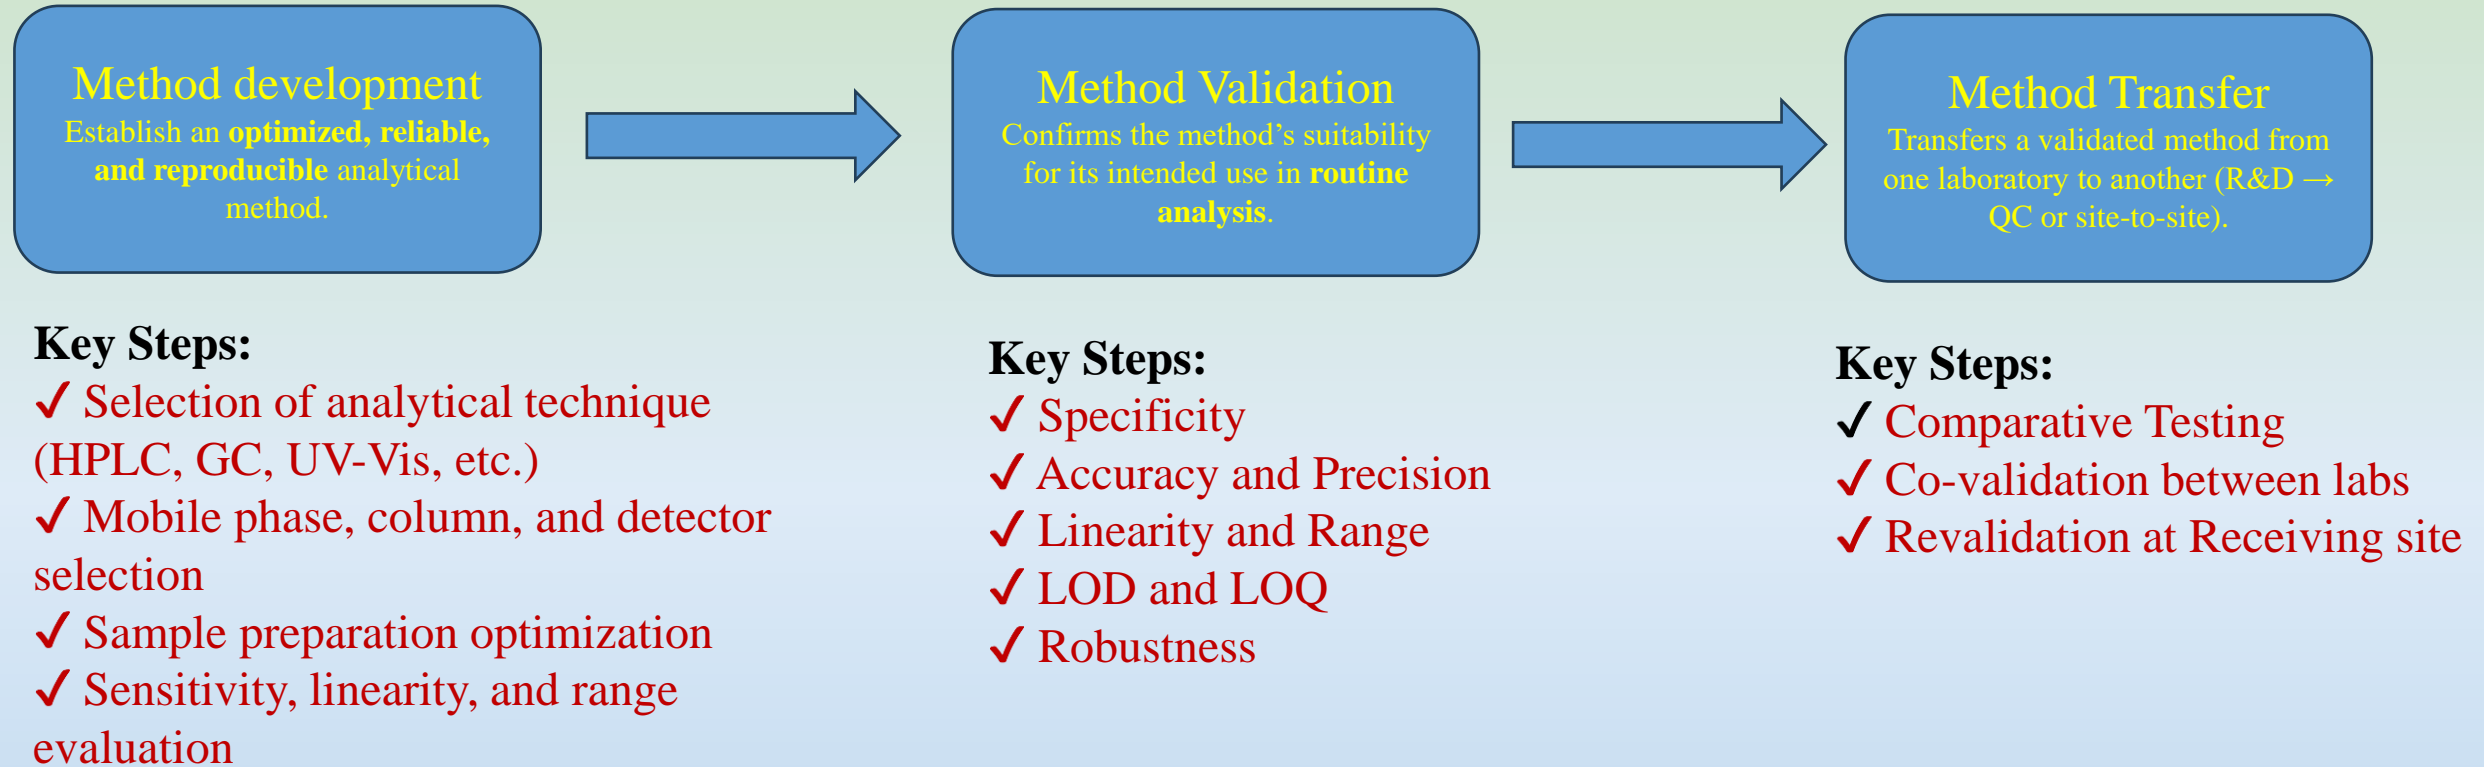 Method development
Establish an optimized, reliable,
and reproducible analytical
method.
Key Steps:
✓ Selection of analytical technique
(HPLC, GC, UV-Vis, etc.)
✓ Mobile phase, column, and detector
selection
✓ Sample preparation optimization
✓ Sensitivity, linearity, and range
evaluation
Method Validation
Confirms the method’s suitability
for its intended use in routine
analysis.
Key Steps:
✓ Specificity
✓ Accuracy and Precision
✓ Linearity and Range
✓ LOD and LOQ
✓ Robustness
Method Transfer
Transfers a validated method from
one laboratory to another (R&D →
QC or site-to-site).
Key Steps:
✓ Comparative Testing
✓ Co-validation between labs
✓ Revalidation at Receiving site